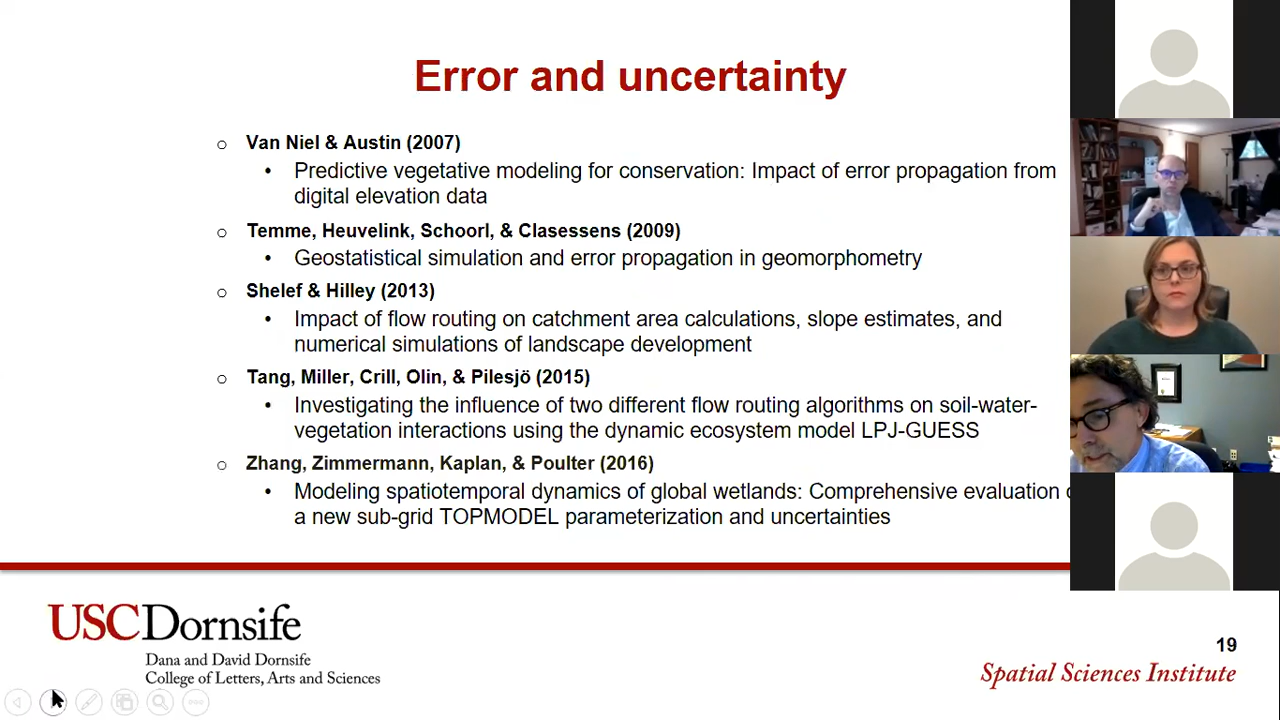 Error and uncertainty
Van Niel & Austin (2007)
Predictive vegetative modeling for conservation: Impact of error propagation from
digital elevation data
Temme, Heuvelink, Schoorl, & Clasessens (2009)
Geostatistical simulation and error propagation in geomorphometry
Shelef & Hilley (2013)
Impact of flow routing on catchment area calculations, slope estimates, and
numerical simulations of landscape development
Tang, Miller, Crill, Olin, & Pilesjö (2015)
Investigating the influence of two different flow routing algorithms on soil-water-
vegetation interactions using the dynamic ecosystem model LPJ-GUESS
Zhang, Zimmermann, Kaplan, & Poulter (2016)
Modeling spatiotemporal dynamics of global wetlands: Comprehensive evaluation
a new sub-grid TOPMODEL parameterization and uncertainties
USCDornsife
Dana and David Dornsife
College of Letters, Arts and Sciences
19
Spatial Sciences Institute